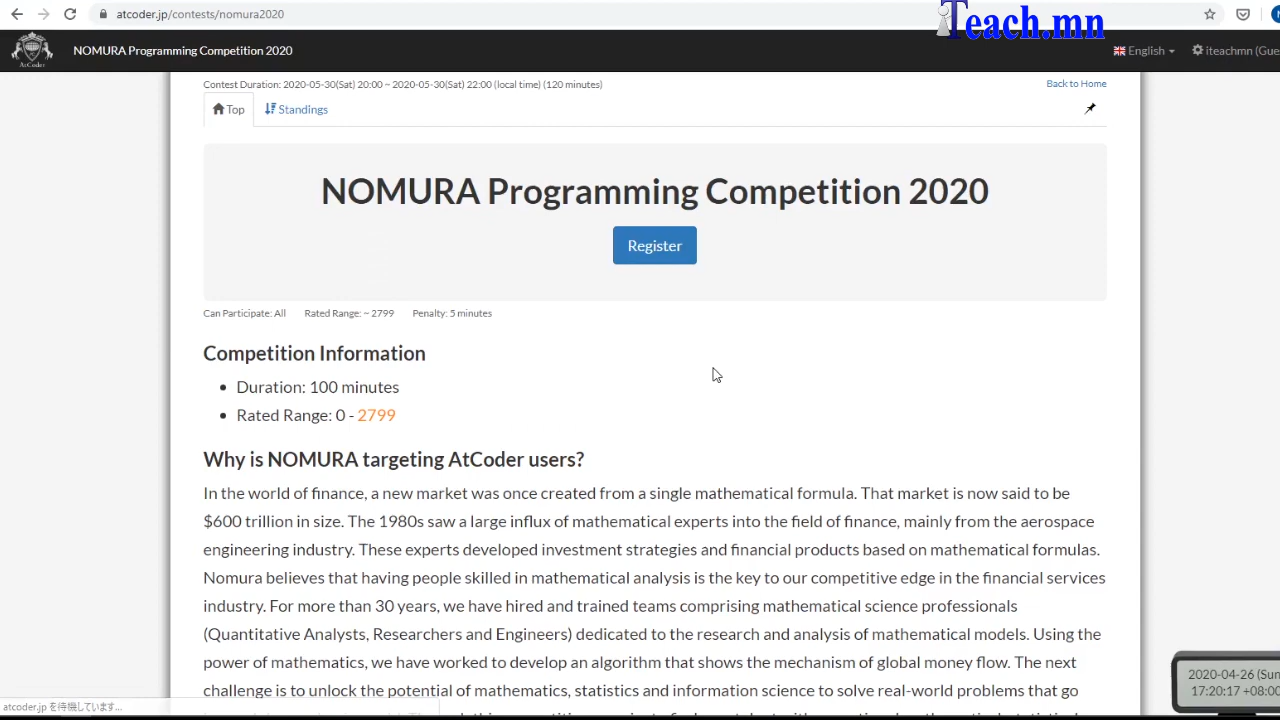 atcoder.jp/contests/nomura2020
Teach.mn
AtCoder
NOMURA Programming Competition 2020
English
iteachmn (Gue
Contest Duration: 2020-05-30(Sat) 20:00 ~ 2020-05-30(Sat) 22:00 (local time) (120 minutes)
Back to Home
Top
Standings
NOMURA Programming Competition 2020
Register
Can Participate: All Rated Range: ~ 2799 Penalty: 5 minutes
Competition Information
• Duration: 100 minutes
• Rated Range: 0 - 2799
Why is NOMURA targeting AtCoder users?
In the world of finance, a new market was once created from a single mathematical formula. That market is now said to be
$600 trillion in size. The 1980s saw a large influx of mathematical experts into the field of finance, mainly from the aerospace
engineering industry. These experts developed investment strategies and financial products based on mathematical formulas.
Nomura believes that having people skilled in mathematical analysis is the key to our competitive edge in the financial services
industry. For more than 30 years, we have hired and trained teams comprising mathematical science professionals
(Quantitative Analysts, Researchers and Engineers) dedicated to the research and analysis of mathematical models. Using the
power of mathematics, we have worked to develop an algorithm that shows the mechanism of global money flow. The next
challenge is to unlock the potential of mathematics, statistics and information science to solve real-world problems that go
2020-04-26 (Sun
17:20:17 +08:00
atcoder.jp を待機しています...